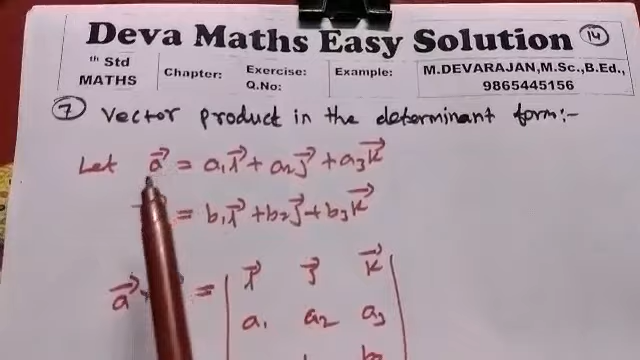 Deva Maths Easy Solution 14
th Std
MATHS
Chapter:
Exercise:
Q.No:
Example:
M.DEVARAJAN,M.Sc.,B.Ed.,
9865445156
7 Vector product in the determinant form:-
Let a⃗ = a₁i⃗ + a₂j⃗ + a₃k⃗
= b₁i⃗ + b₂j⃗ + b₃k⃗
a⃗ = | i⃗ j⃗ k⃗ |
a₁ a₂ a₃